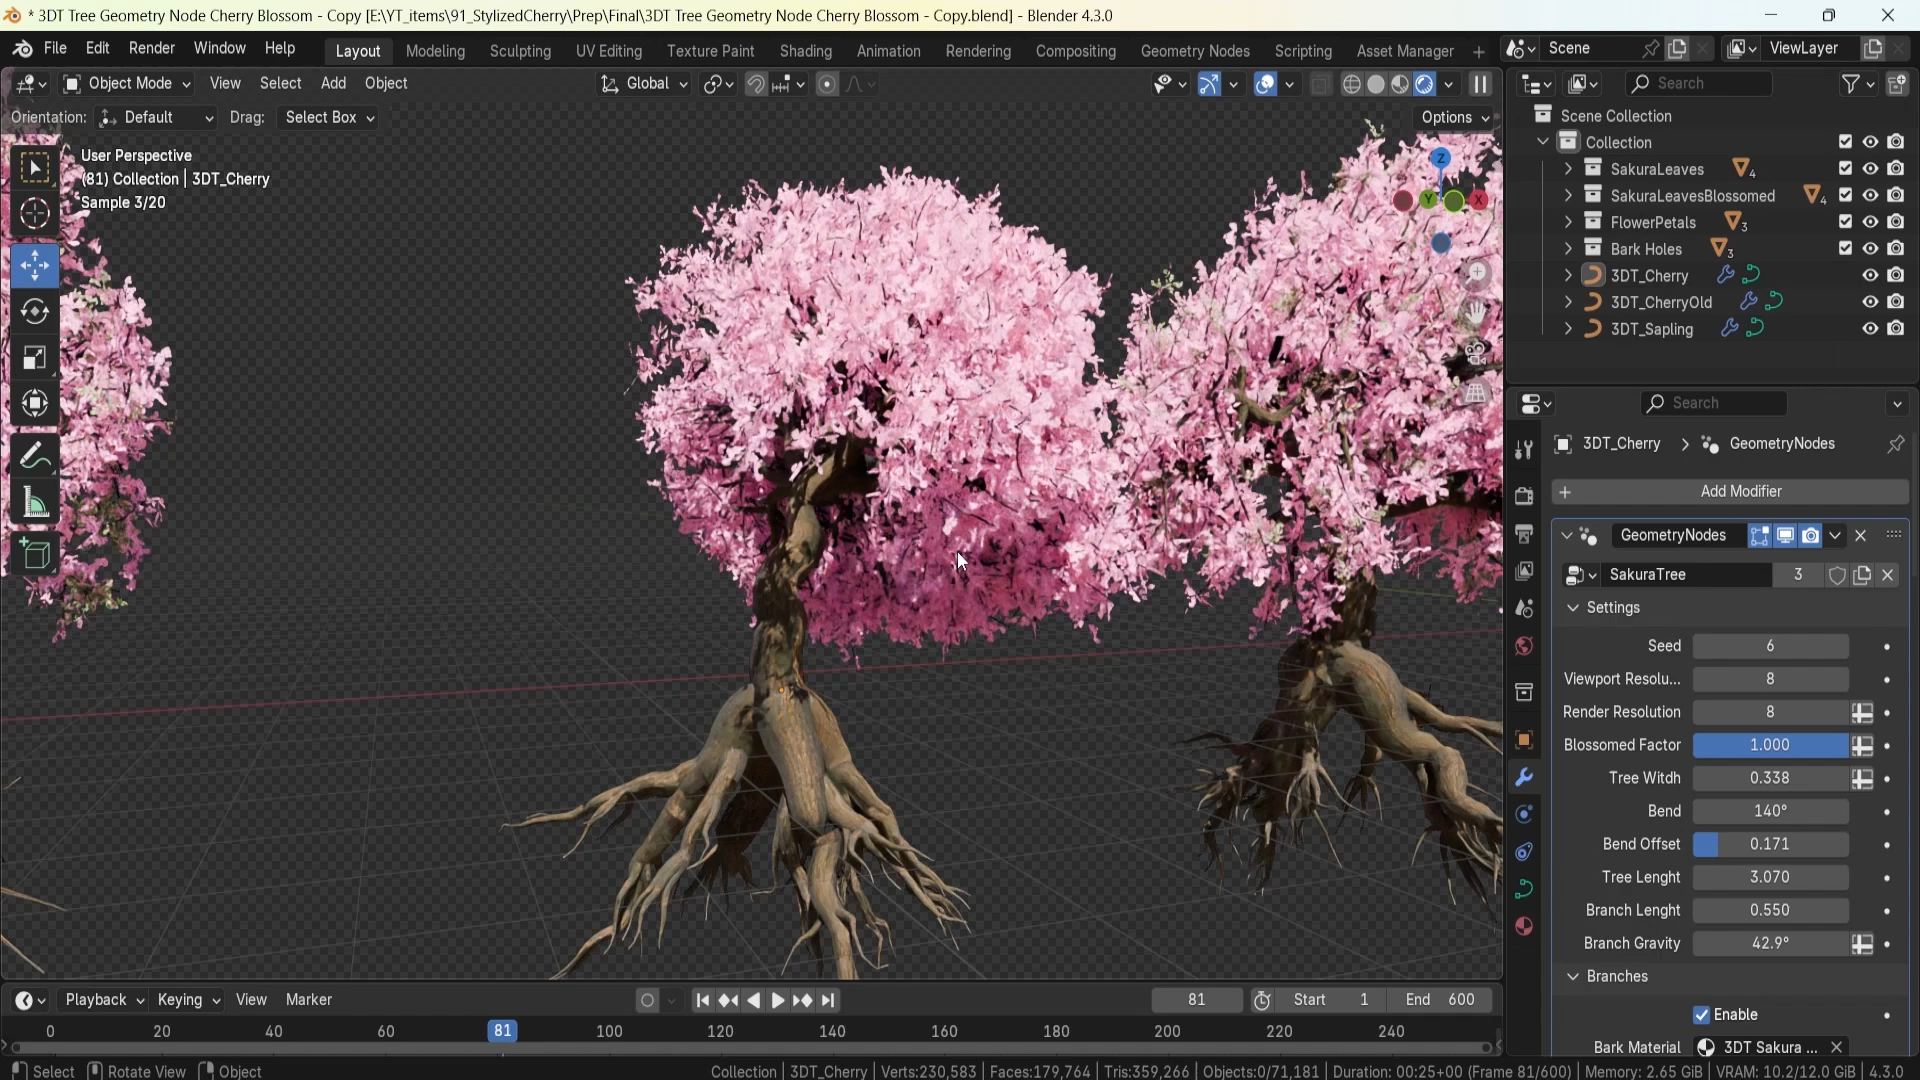 * 3DT Tree Geometry Node Cherry Blossom - Copy [E:\YT_items\91_StylizedCherry\Prep\Final\3DT Tree Geometry Node Cherry Blossom - Copy.blend] - Blender 4.3.0
File Edit Render Window Help Layout Modeling Sculpting UV Editing Texture Paint Shading Animation Rendering Compositing Geometry Nodes Scripting Asset Manager + Scene ViewLayer
Object Mode View Select Add Object Global Search
Orientation: Default Drag: Select Box Options
User Perspective
(81) Collection | 3DT_Cherry
Sample 3/20
Z
Y
X
Scene Collection
Collection
SakuraLeaves 4
SakuraLeavesBlossomed 4
FlowerPetals 3
Bark Holes 3
3DT_Cherry
3DT_CherryOld
3DT_Sapling
Search
3DT_Cherry > GeometryNodes
+ Add Modifier
GeometryNodes
SakuraTree 3
Settings
Seed 6
Viewport Resolu... 8
Render Resolution 8
Blossomed Factor 1.000
Tree Witdh 0.338
Bend 140°
Bend Offset 0.171
Tree Lenght 3.070
Branch Lenght 0.550
Branch Gravity 42.9°
Branches
Enable
Bark Material 3DT Sakura ...
Playback Keying View Marker 81 Start 1 End 600
0 20 40 60 81 100 120 140 160 180 200 220 240
Select Rotate View Object Collection | 3DT_Cherry | Verts:230,583 | Faces:179,764 | Tris:359,266 | Objects:0/71,181 | Duration: 00:25+00 (Frame 81/600) | Memory: 2.65 GiB | VRAM: 10.2/12.0 GiB | 4.3.0